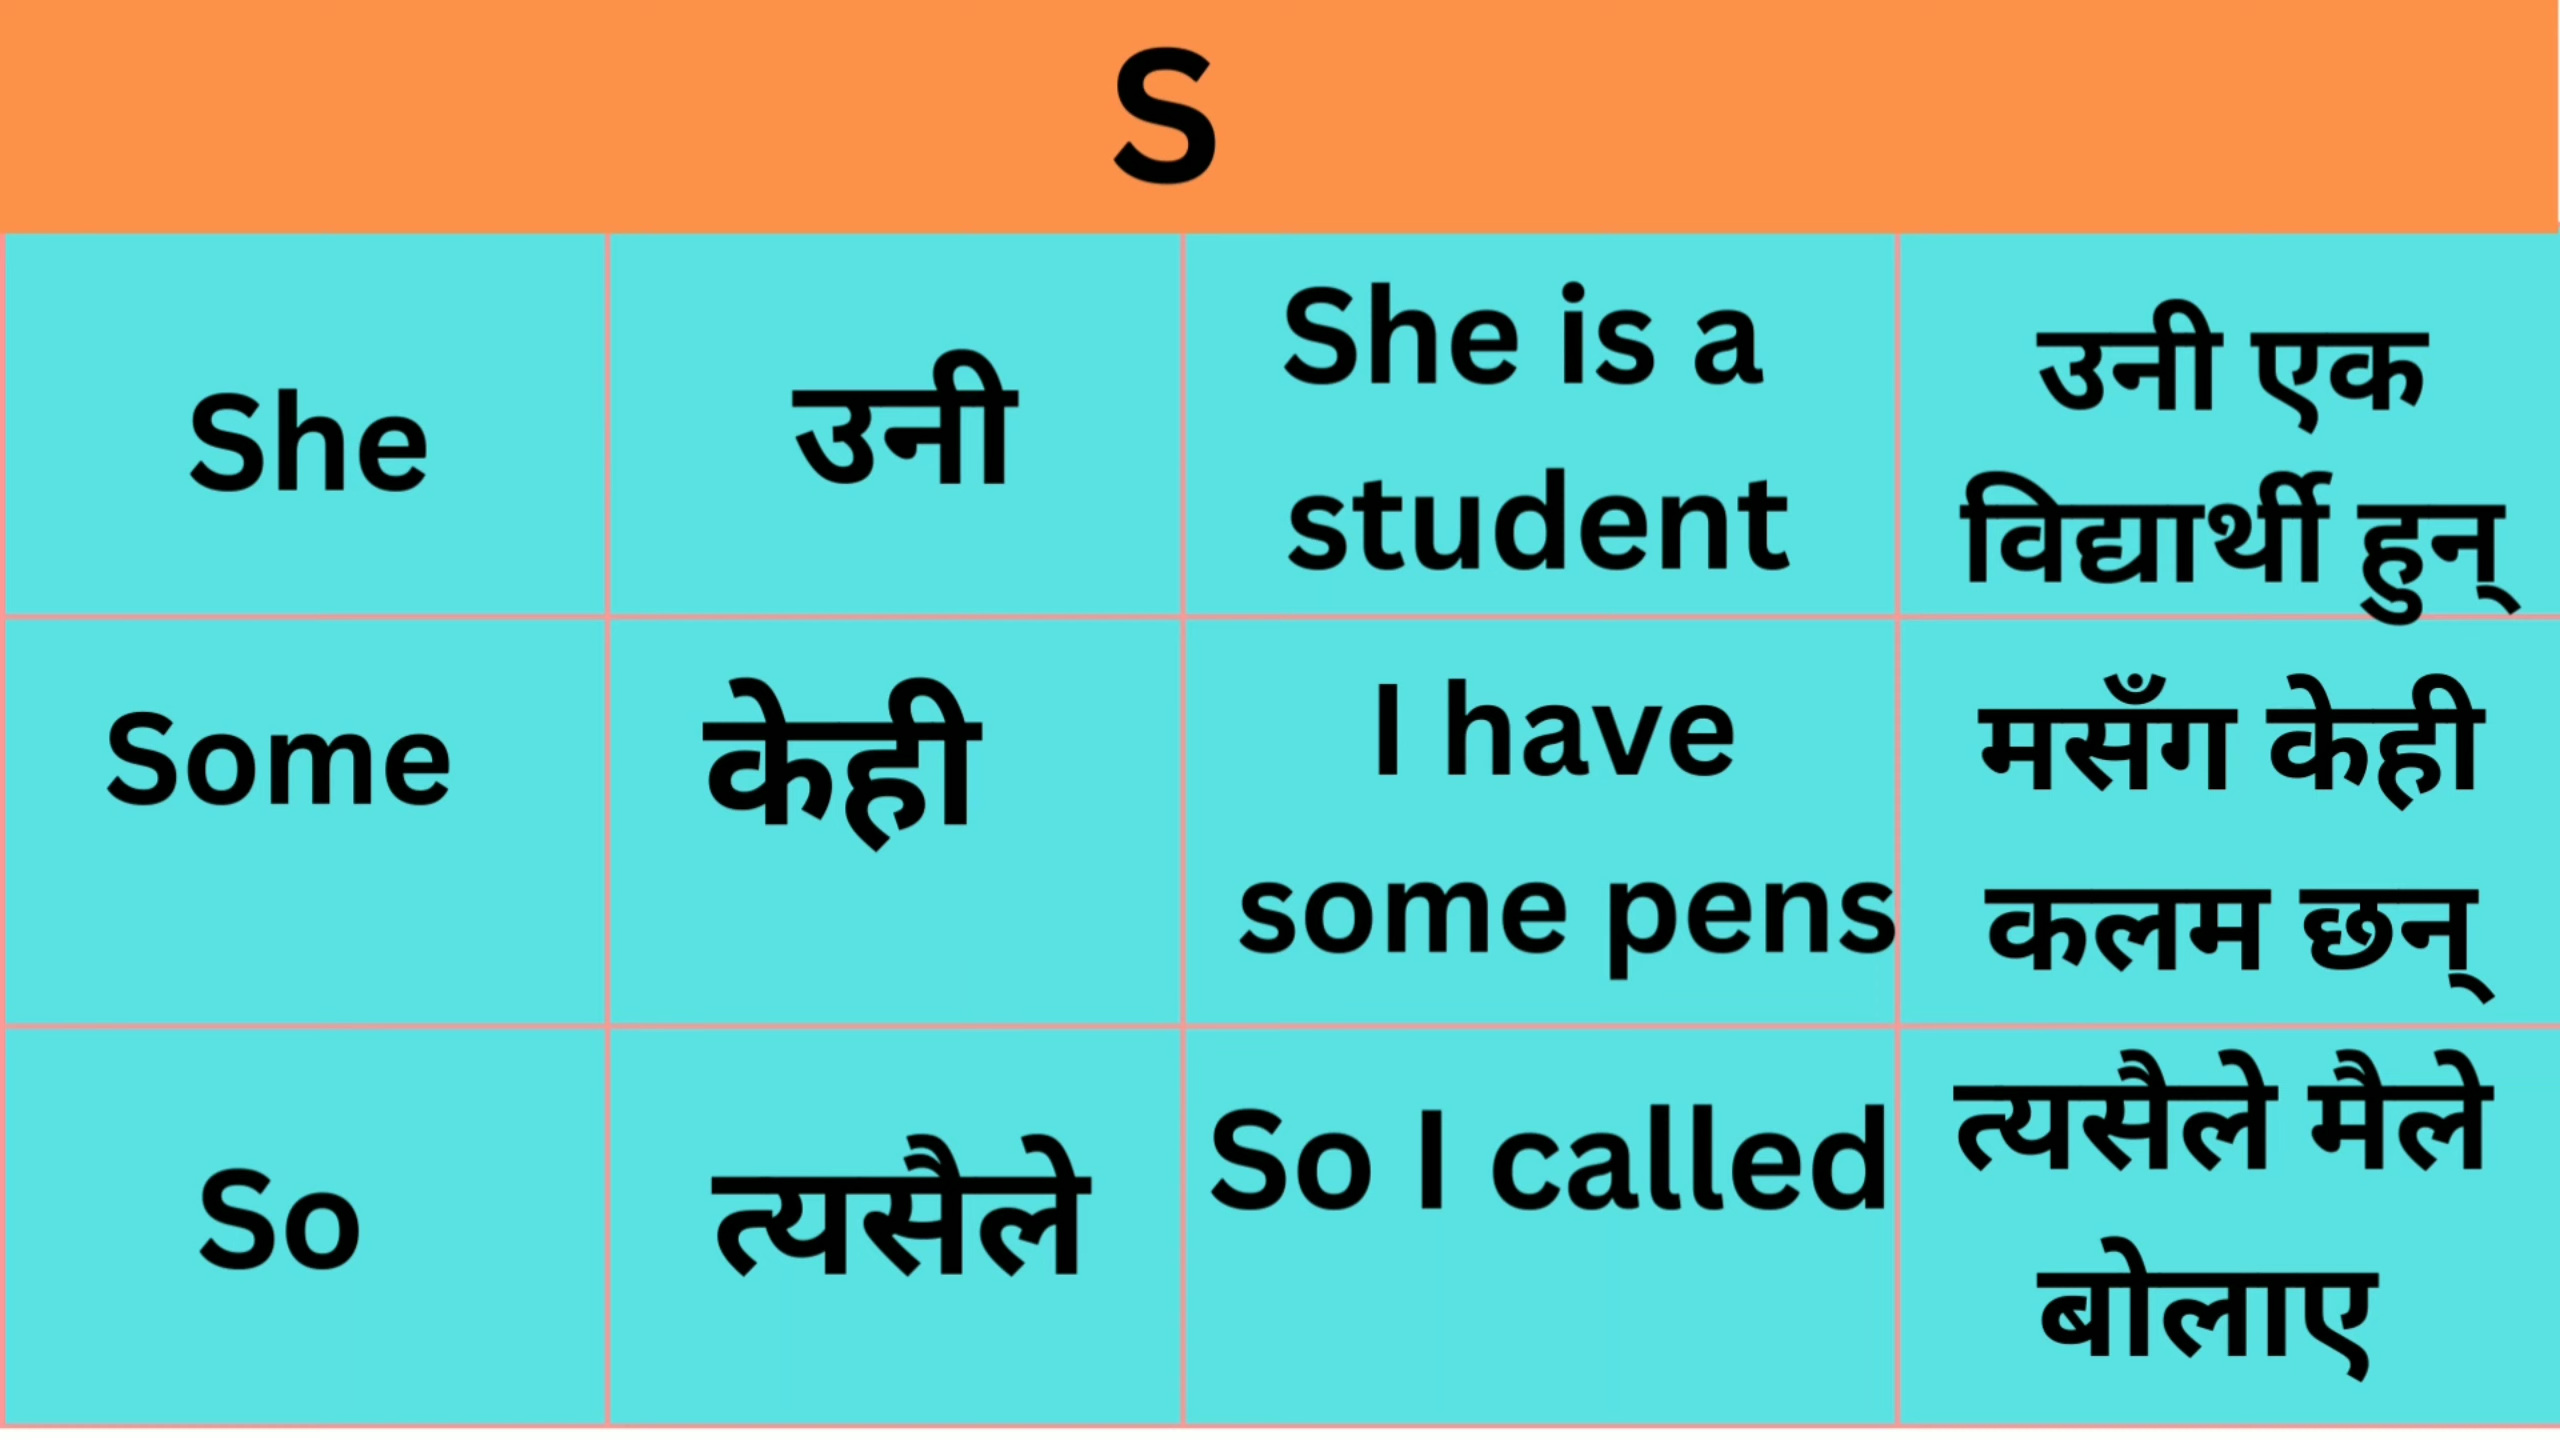 S
She
उनी
She is a
student
उनी एक
विद्यार्थी हुन्
Some
केही
I have
some pens
मसँग केही
कलम छन्
So
त्यसैले
So I called
त्यसैले मैले
बोलाए